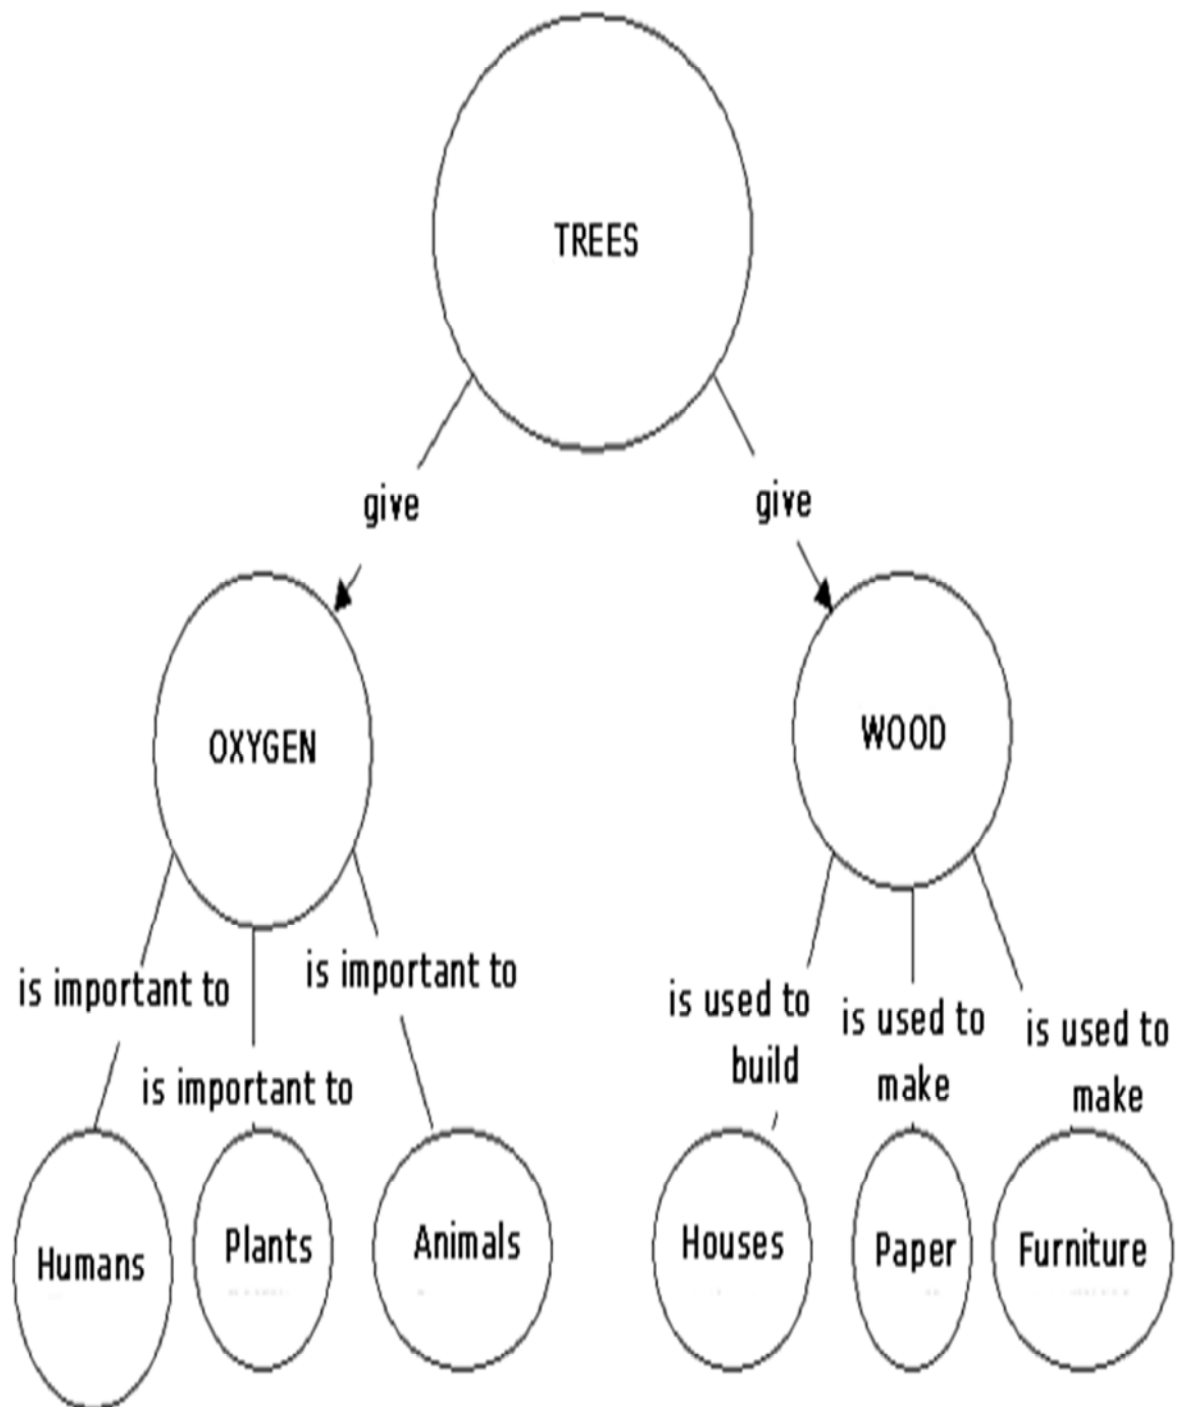 TREES
give
give
OXYGEN
WOOD
is important to
is important to
is important to
is used to
build
is used to
make
is used to
make
Humans
Plants
Animals
Houses
Paper
Furniture